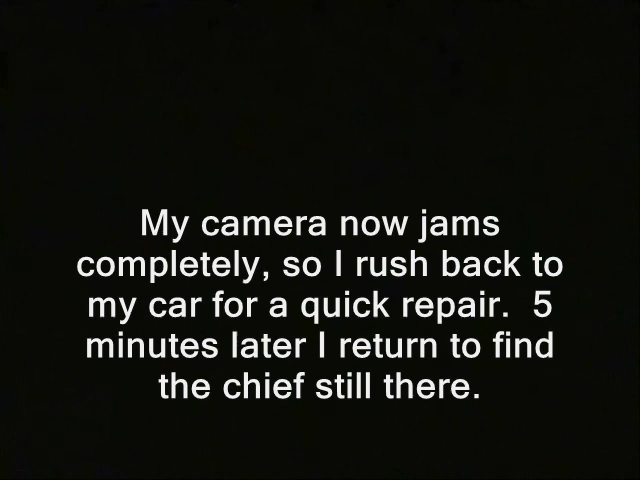 My camera now jams
completely, so I rush back to
my car for a quick repair.  5
minutes later I return to find
the chief still there.